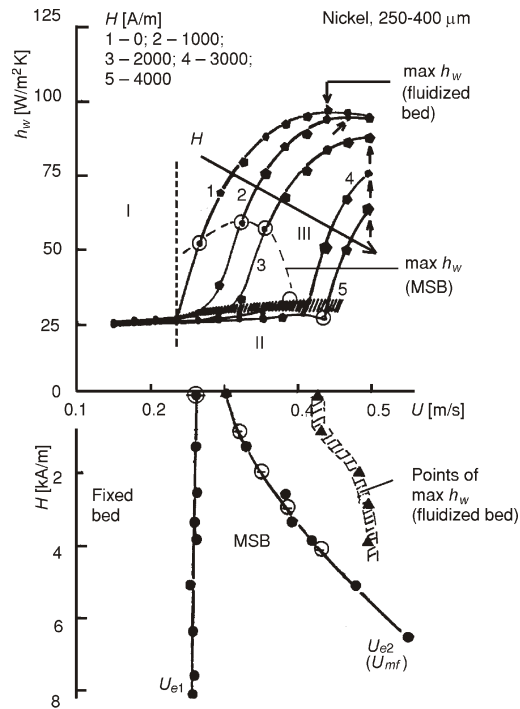 125
H [A/m]
1 – 0; 2 – 1000;
3 – 2000; 4 – 3000;
5 – 4000
Nickel, 250-400 μm
h_w [W/m²K]
100
75
50
25
0
max h_w
(fluidized
bed)
H
1
2
3
4
5
I
II
III
max h_w
(MSB)
0.1
0.2
0.4
0.5
U [m/s]
H [kA/m]
2
4
6
8
Fixed
bed
MSB
Points of
max h_w
(fluidized bed)
U_e1
U_e2
(U_mf)